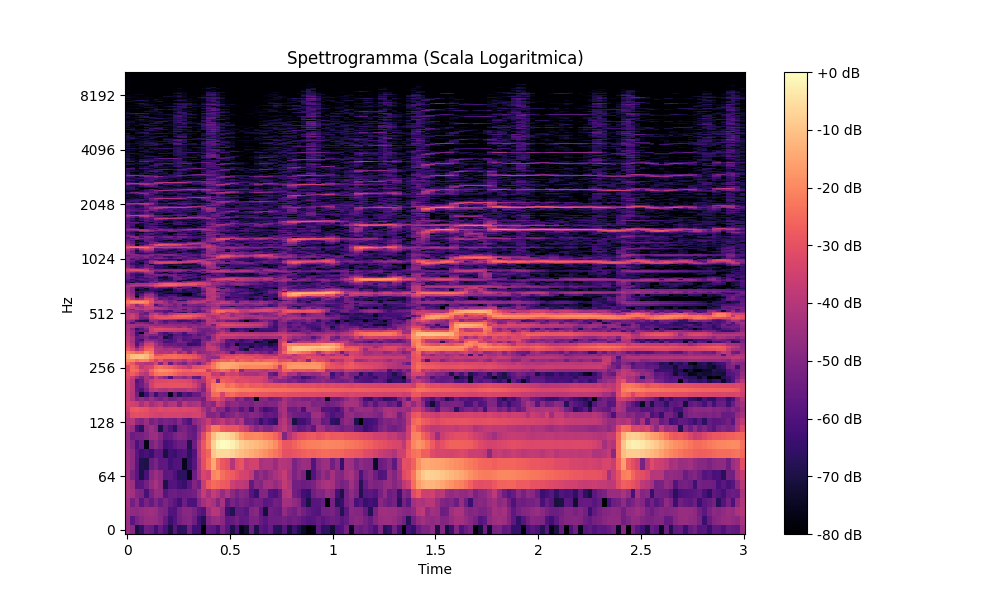 Spettrogramma (Scala Logaritmica)
8192
4096
2048
1024
512
256
128
64
0
Hz
0
0.5
1
1.5
2
2.5
3
Time
+0 dB
-10 dB
-20 dB
-30 dB
-40 dB
-50 dB
-60 dB
-70 dB
-80 dB